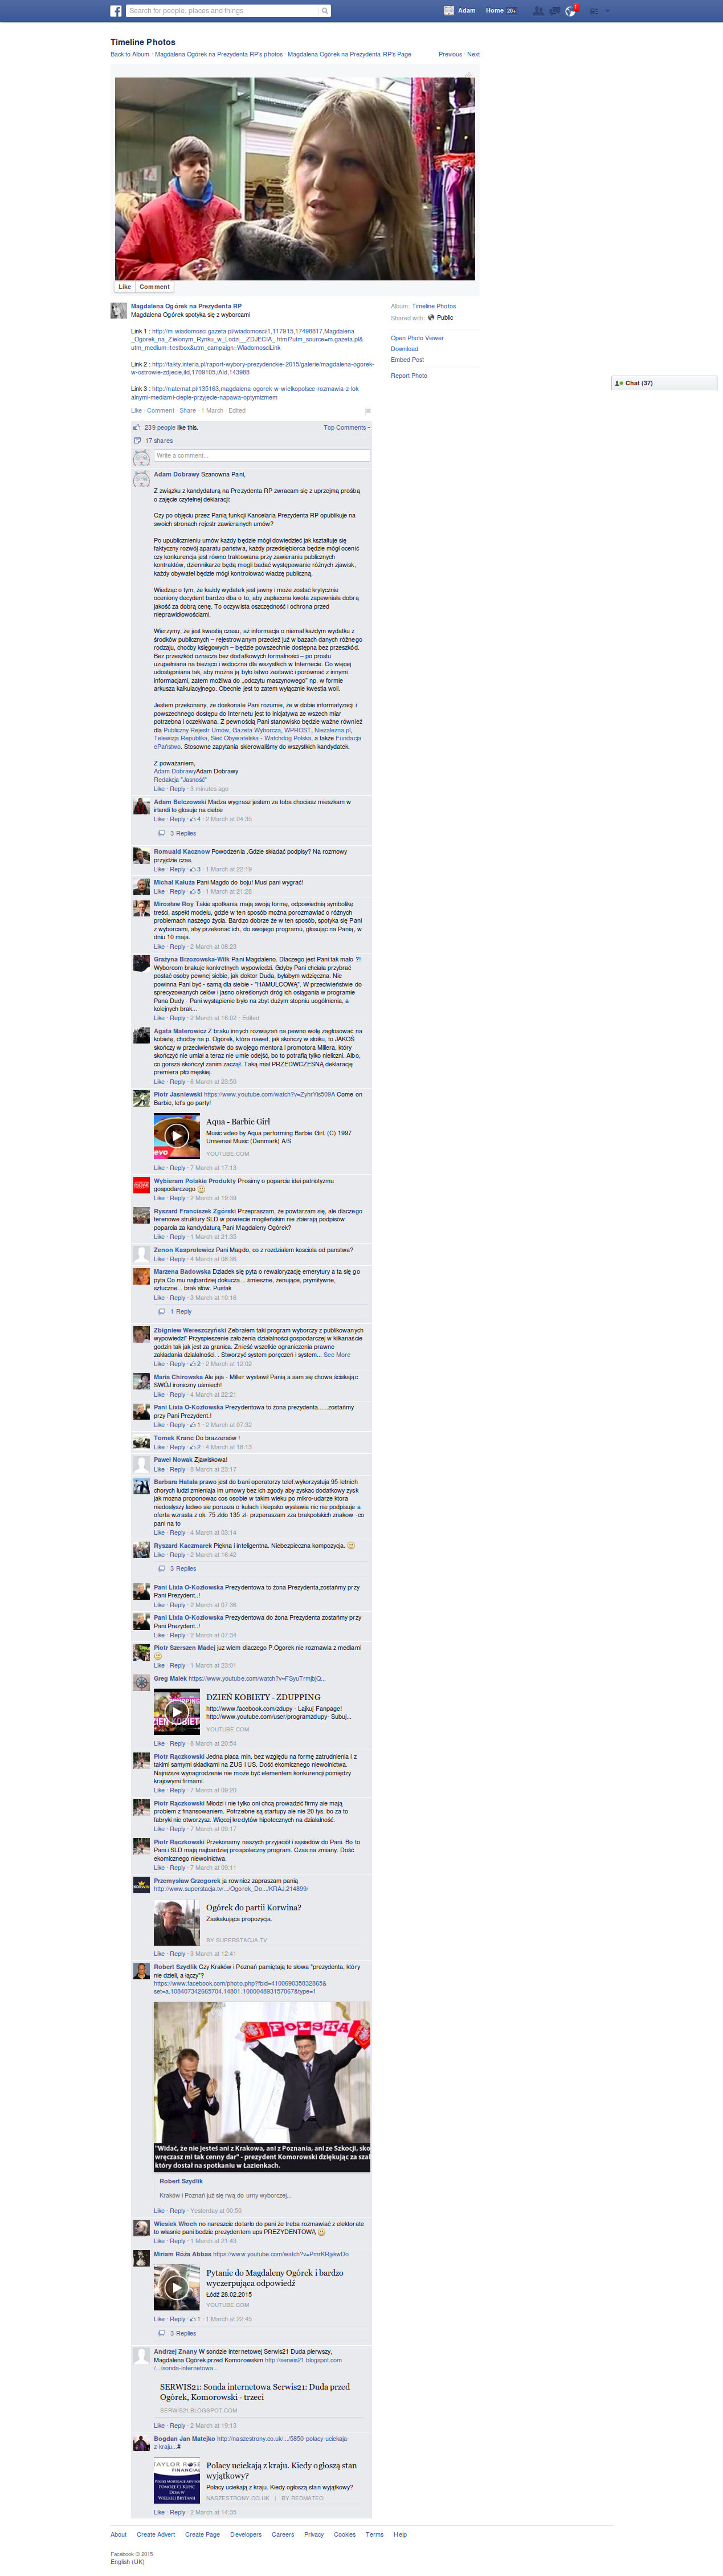 Search for people, places and things
Adam
Home 20+
1
Timeline Photos
Back to Album · Magdalena Ogórek na Prezydenta RP's photos · Magdalena Ogórek na Prezydenta RP's Page
Previous · Next
Like Comment
Magdalena Ogórek na Prezydenta RP
Magdalena Ogórek spotyka się z wyborcami
Link 1 : http://m.wiadomosci.gazeta.pl/wiadomosci/1,117915,17498817,Magdalena
_Ogorek_na_Zielonym_Rynku_w_Lodzi__ZDJECIA_.html?utm_source=m.gazeta.pl&
utm_medium=testbox&utm_campaign=WiadomosciLink
Link 2 : http://fakty.interia.pl/raport-wybory-prezydenckie-2015/galerie/magdalena-ogorek-
w-ostrowie-zdjecie,iId,1709105,iAId,143988
Link 3 : http://natemat.pl/135163,magdalena-ogorek-w-wielkopolsce-rozmawia-z-lok
alnymi-mediami-cieple-przyjecie-napawa-optymizmem
Like · Comment · Share · 1 March · Edited
Album: Timeline Photos
Shared with: Public
Open Photo Viewer
Download
Embed Post
Report Photo
Chat (37)
239 people like this.
Top Comments
17 shares
Write a comment...
Adam Dobrawy Szanowna Pani,
Z związku z kandydaturą na Prezydenta RP zwracam się z uprzejmą prośbą
o zajęcie czytelnej deklaracji:
Czy po objęciu przez Panią funkcji Kancelaria Prezydenta RP opublikuje na
swoich stronach rejestr zawieranych umów?
Po upublicznieniu umów każdy będzie mógł dowiedzieć jak kształtuje się
faktyczny rozwój aparatu państwa, każdy przedsiębiorca będzie mógł ocenić
czy konkurencja jest równo traktowana przy zawieraniu publicznych
kontraktów, dziennikarze będą mogli badać występowanie różnych zjawisk,
każdy obywatel będzie mógł kontrolować władzę publiczną.
Wiedząc o tym, że każdy wydatek jest jawny i może zostać krytycznie
oceniony decydent bardzo dba o to, aby zapłacona kwota zapewniała dobrą
jakość za dobrą cenę. To oczywista oszczędność i ochrona przed
nieprawidłowościami.
Wierzymy, że jest kwestią czasu, aż informacja o niemal każdym wydatku z
środków publicznych – rejestrowanym przecież już w bazach danych różnego
rodzaju, choćby księgowych – będzie powszechnie dostępna bez przeszkód.
Bez przeszkód oznacza bez dodatkowych formalności – po prostu
uzupełniana na bieżąco i widoczna dla wszystkich w Internecie. Co więcej
udostępniana tak, aby można ją było łatwo zestawić i porównać z innymi
informacjami, zatem możliwa do „odczytu maszynowego" np. w formie
arkusza kalkulacyjnego. Obecnie jest to zatem wyłącznie kwestia woli.
Jestem przekonany, że doskonale Pani rozumie, że w dobie informatyzacji i
powszechnych dostępu do Internetu jest to istotna kwestia, zatem z
niecierpliwością oczekiwana. Z pewnością Pani stanowisko będzie ważne również
dla Publiczny Rejestr Umów, Gazeta Wyborcza, WPROST, Niezależna.pl,
Telewizja Republika, Sieć Obywatelska - Watchdog Polska, a także Fundacja
ePaństwo. Stosowne zapytania skierowaliśmy do wszystkich kandydatek.
Z poważaniem,
Adam DobrawyAdam Dobrawy
Redakcja "Jasność"
Like · Reply · 3 minutes ago
Adam Belczowski Madza wygrasz jestem za toba chociasz mieszkam w
irlandi to glosuje na ciebie
Like · Reply · 4 · 2 March at 04:35
3 Replies
Romuald Kacznow Powodzenia .Gdzie składać podpisy? Na rozmowy
przyjdzie czas.
Like · Reply · 3 · 1 March at 22:19
Michał Kałuża Pani Magdo do boju! Musi pani wygrać!
Like · Reply · 5 · 1 March at 21:28
Mirosław Roy Takie spotkania mają swoją formę, odpowiednią symbolikę
treści, aspekt modelu, gdzie w ten sposób można porozmawiać o różnych
problemach naszego życia. Bardzo dobrze że w ten sposób, spotyka się Pani
z wyborcami, aby przekonać ich, do swojego programu, głosując na Panią, w
dniu 10 maja.
Like · Reply · 2 March at 08:23
Grażyna Brzozowska-Wilk Pani Magdaleno. Dlaczego jest Pani tak mało ?!
Wyborcom brakuje konkretnych wypowiedzi. Gdyby Pani chciała przybrać
postać osoby pewnej siebie, jak doktor Duda, byłabym wdzięczna. Nie
powinna Pani być - samą dla siebie - "HAMULCOWĄ". W przeciwieństwie do
sprecyzowanych celów i jasno określonych dróg ich osiągania w programie
Pana Dudy - Pani wystąpienie było na zbyt dużym stopniu uogólnienia, a
kolejnych brak...
Like · Reply · 2 March at 16:02 · Edited
Agata Materowicz Z braku innych rozwiązań na pewno wolę zagłosować na
kobietę, choćby na p. Ogórek, która nawet, jak skończy w słoiku, to JAKOŚ
skończy w przeciwieństwie do swojego mentora i promotora Millera, który
skończyć nie umiał a teraz nie umie odejść, bo to potrafią tylko nieliczni. Albo,
co gorsza skończył zanim zaczął. Taką miał PRZEDWCZESNĄ deklarację
premiera płci męskiej.
Like · Reply · 6 March at 23:50
Piotr Jasniewski https://www.youtube.com/watch?v=ZyhrYis509A Come on
Barbie, let's go party!
Aqua - Barbie Girl
Music video by Aqua performing Barbie Girl. (C) 1997
Universal Music (Denmark) A/S
YOUTUBE.COM
Like · Reply · 7 March at 17:13
Wybieram Polskie Produkty Prosimy o poparcie idei patriotyzmu
gospodarczego
Like · Reply · 2 March at 19:39
Ryszard Franciszek Zgórski Przepraszam, że powtarzam się, ale dlaczego
terenowe struktury SLD w powiecie mogileńskim nie zbierają podpisów
poparcia za kandydaturą Pani Magdaleny Ogórek?
Like · Reply · 1 March at 21:35
Zenon Kasprolewicz Pani Magdo, co z rozdziałem kościoła od państwa?
Like · Reply · 4 March at 08:36
Marzena Badowska Dziadek się pyta o rewaloryzację emerytury a ta się go
pyta Co mu najbardziej dokucza... śmieszne, żenujące, prymitywne,
sztuczne... brak słów. Pustak
Like · Reply · 3 March at 10:16
1 Reply
Zbigniew Wereszczyński Zebrałem taki program wyborczy z publikowanych
wypowiedzi" Przyspieszenie założenia działalności gospodarczej w kilkanaście
godzin tak jak jest za granica. Znieść wszelkie ograniczenia prawne
zakładania działalności. . Stworzyć system poręczeń i system... See More
Like · Reply · 2 · 2 March at 12:02
Maria Chirowska Ale jaja - Miller wystawił Panią a sam się chowa ściskając
SWÓJ ironiczny uśmiech!
Like · Reply · 4 March at 22:21
Pani Lixia O-Kozłowska Prezydentowa to żona prezydenta......zostańmy
przy Pani Prezydent.!
Like · Reply · 1 · 2 March at 07:32
Tomek Kranc Do brazzersów !
Like · Reply · 2 · 4 March at 18:13
Paweł Nowak Zjawiskowa!
Like · Reply · 8 March at 23:17
Barbara Hatala prawo jest do bani operatorzy telef.wykorzystuja 95-letnich
chorych ludzi zmieniaja im umowy bez ich zgody aby zyskac dodatkowy zysk
jak mozna proponowac cos osobie w takim wieku po mikro-udarze ktora
niedoslyszy ledwo sie porusza o kulach i kiepsko wyslawia nic nie podpisuje a
oferta wzrasta z ok. 75 zl do 135 zl- przperaszam zza brakpolskich znakow -co
pani na to
Like · Reply · 4 March at 03:14
Ryszard Kaczmarek Piękna i inteligentna. Niebezpieczna kompozycja.
Like · Reply · 2 March at 16:42
3 Replies
Pani Lixia O-Kozłowska Prezydentowa to żona Prezydenta,zostańmy przy
Pani Prezydent..!
Like · Reply · 2 March at 07:36
Pani Lixia O-Kozłowska Prezydentowa do żona Prezydenta zostańmy przy
Pani Prezydent..!
Like · Reply · 2 March at 07:34
Piotr Szerszen Madej juz wiem dlaczego P.Ogorek nie rozmawia z mediami
Like · Reply · 1 March at 23:01
Greg Malek https://www.youtube.com/watch?v=FSyuTrmjbjQ...
DZIEŃ KOBIETY - ZDUPPING
http://www.facebook.com/zdupy - Lajkuj Fanpage!
http://www.youtube.com/user/programzdupy- Subuj...
YOUTUBE.COM
Like · Reply · 8 March at 20:54
Piotr Rączkowski Jedna płaca min. bez względu na formę zatrudnienia i z
takimi samymi składkami na ZUS i US. Dość ekomicznego niewolnictwa.
Najniższe wynagrodzenie nie może być elementem konkurencji pomiędzy
krajowymi firmami.
Like · Reply · 7 March at 09:20
Piotr Rączkowski Młodzi i nie tylko oni chcą prowadzić firmy ale mają
problem z finansowaniem. Potrzebne są startupy ale nie 20 tys. bo za to
fabryki nie otworzysz. Więcej kredytów hipotecznych na działalność.
Like · Reply · 7 March at 09:17
Piotr Rączkowski Przekonamy naszych przyjaciół i sąsiadów do Pani. Bo to
Pani i SLD mają najbardziej prospołeczny program. Czas na zmiany. Dość
ekomicznego niewolnictwa.
Like · Reply · 7 March at 09:11
Przemysław Grzegorek ja rowniez zapraszam panią
http://www.superstacja.tv/.../Ogorek_Do.../KRAJ,214899/
Ogórek do partii Korwina?
Zaskakująca propozycja.
BY SUPERSTACJA.TV
Like · Reply · 3 March at 12:41
Robert Szydlik Czy Kraków i Poznań pamiętają te słowa "prezydenta, który
nie dzieli, a łączy"?
https://www.facebook.com/photo.php?fbid=410069035832865&
set=a.108407342665704.14801.100004893157067&type=1
POLSKA
"Widać, że nie jesteś ani z Krakowa, ani z Poznania, ani ze Szkocji, sko
wręczasz mi tak cenny dar" - prezydent Komorowski dziękując za szal
który dostał na spotkaniu w Łazienkach.
Robert Szydlik
Kraków i Poznań już się rwą do urny wyborczej...
Like · Reply · Yesterday at 00:50
Wiesiek Włoch no nareszcie dotarło do pani że treba rozmawiać z elektorate
to własnie pani bedzie prezydentem ups PREZYDENTOWĄ
Like · Reply · 1 March at 21:43
Miriam Róża Abbas https://www.youtube.com/watch?v=PmrKRjykwDo
Pytanie do Magdaleny Ogórek i bardzo
wyczerpująca odpowiedź
Łódź 28.02.2015
YOUTUBE.COM
Like · Reply · 1 · 1 March at 22:45
3 Replies
Andrzej Znany W sondzie internetowej Serwis21 Duda pierwszy,
Magdalena Ogórek przed Komorowskim http://serwis21.blogspot.com
/.../sonda-internetowa...
SERWIS21: Sonda internetowa Serwis21: Duda przed
Ogórek, Komorowski - trzeci
SERWIS21.BLOGSPOT.COM
Like · Reply · 2 March at 19:13
Bogdan Jan Matejko http://naszestrony.co.uk/.../5850-polacy-uciekaja-
z-kraju...#
TAYLOR ROSE
FINANCIAL
Polacy uciekają z kraju. Kiedy ogłoszą stan
wyjątkowy?
Polacy uciekają z kraju. Kiedy ogłoszą stan wyjątkowy?
NASZESTRONY.CO.UK | BY REDMATEO
Like · Reply · 2 March at 14:35
About Create Advert Create Page Developers Careers Privacy Cookies Terms Help
Facebook © 2015
English (UK)